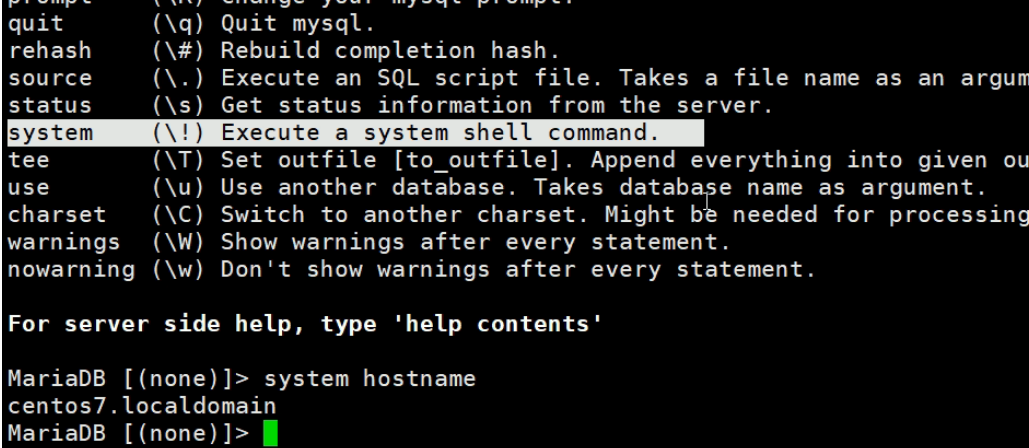 prompt    (\R) Change your mysql prompt.
quit      (\q) Quit mysql.
rehash    (\#) Rebuild completion hash.
source    (\.) Execute an SQL script file. Takes a file name as an argum
status    (\s) Get status information from the server.
system    (\!) Execute a system shell command.
tee       (\T) Set outfile [to_outfile]. Append everything into given ou
use       (\u) Use another database. Takes database name as argument.
charset   (\C) Switch to another charset. Might be needed for processing
warnings  (\W) Show warnings after every statement.
nowarning (\w) Don't show warnings after every statement.
For server side help, type 'help contents'
MariaDB [(none)]> system hostname
centos7.localdomain
MariaDB [(none)]>